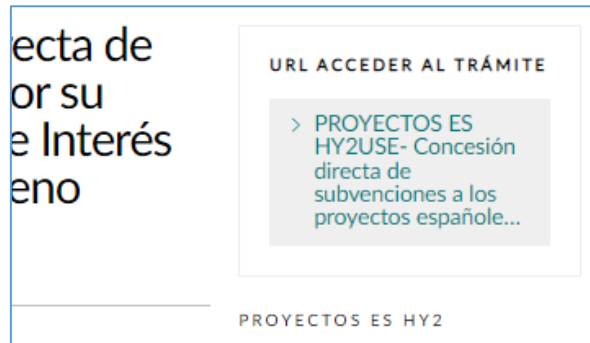 ecta de
or su
e Interés
eno
URL ACCEDER AL TRÁMITE
> PROYECTOS ES
HY2USE- Concesión
directa de
subvenciones a los
proyectos españole...
PROYECTOS ES HY2